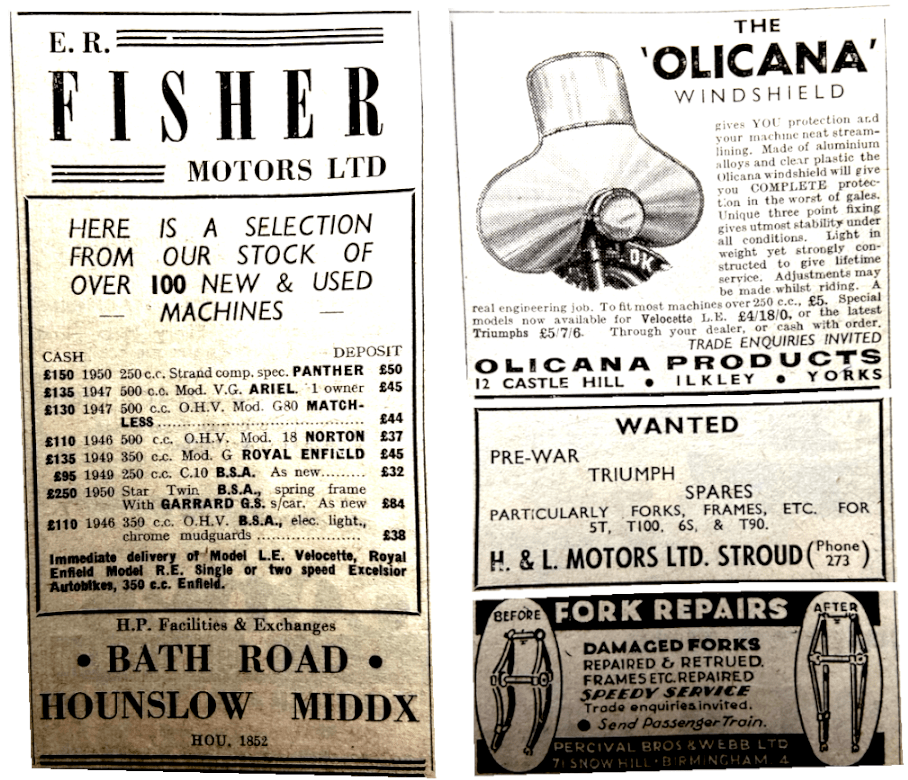 E. R.
FISHER
MOTORS LTD
HERE IS A SELECTION
FROM OUR STOCK OF
OVER 100 NEW & USED
— MACHINES —
CASH DEPOSIT
£150 1950 250 c.c. Strand comp. spec. PANTHER £50
£135 1947 500 c.c. Mod. V.G. ARIEL. 1 owner £45
£130 1947 500 c.c. O.H.V. Mod. G80 MATCH-
LESS ........................................ £44
£110 1946 500 c.c. O.H.V. Mod. 18 NORTON £37
£135 1949 350 c.c. Mod. G ROYAL ENFIELD £45
£95 1949 250 c.c. C.10 B.S.A. As new........ £32
£250 1950 Star Twin B.S.A., spring frame
With GARRARD G.S. s/car. As new £84
£110 1946 350 c.c. O.H.V. B.S.A., elec. light.,
chrome mudguards .................... £38
Immediate delivery of Model L.E. Velocette, Royal
Enfield Model R.E. Single or two speed Excelsior
Autobikes, 350 c.c. Enfield.
H.P. Facilities & Exchanges
• BATH ROAD •
HOUNSLOW MIDDX
HOU, 1852
THE
'OLICANA'
WINDSHIELD
gives YOU protection and
your machine neat stream-
lining. Made of aluminium
alloys and clear plastic the
Olicana windshield will give
you COMPLETE protec-
tion in the worst of gales.
Unique three point fixing
gives utmost stability under
all conditions. Light in
weight yet strongly con-
structed to give lifetime
service. Adjustments may
be made whilst riding. A
real engineering job. To fit most machines over 250 c.c., £5. Special
models now available for Velocette L.E. £4/18/0, or the latest
Triumphs £5/7/6. Through your dealer, or cash with order.
TRADE ENQUIRIES INVITED
DK
OLICANA PRODUCTS
12 CASTLE HILL • ILKLEY • YORKS
WANTED
PRE-WAR
TRIUMPH
SPARES
PARTICULARLY FORKS, FRAMES, ETC. FOR
5T, T100, 6S, & T90.
H. & L. MOTORS LTD. STROUD (Phone 273)
BEFORE FORK REPAIRS AFTER
DAMAGED FORKS
REPAIRED & RETRUED.
FRAMES ETC. REPAIRED
SPEEDY SERVICE
Trade enquiries invited.
• Send Passenger Train.
PERCIVAL BROS & WEBB LTD
71 SNOW HILL · BIRMINGHAM 4